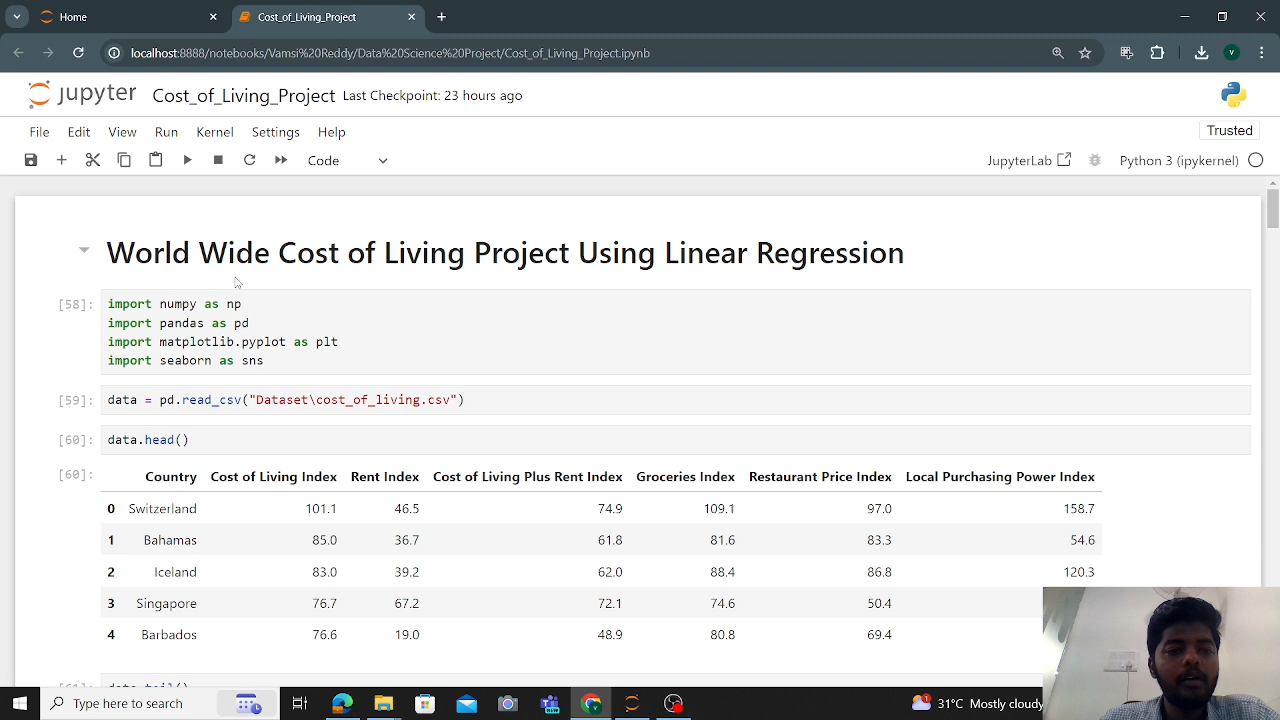 Home
Cost_of_Living_Project
localhost:8888/notebooks/Vamsi%20Reddy/Data%20Science%20Project/Cost_of_Living_Project.ipynb
V
jupyter Cost_of_Living_Project Last Checkpoint: 23 hours ago
File Edit View Run Kernel Settings Help
Trusted
Code
JupyterLab
Python 3 (ipykernel)
World Wide Cost of Living Project Using Linear Regression
[58]:
import numpy as np
import pandas as pd
import matplotlib.pyplot as plt
import seaborn as sns
[59]:
data = pd.read_csv("Dataset\cost_of_living.csv")
[60]:
data.head()
[60]:
Country Cost of Living Index Rent Index Cost of Living Plus Rent Index Groceries Index Restaurant Price Index Local Purchasing Power Index
0 Switzerland 101.1 46.5 74.9 109.1 97.0 158.7
1 Bahamas 85.0 36.7 61.8 81.6 83.3 54.6
2 Iceland 83.0 39.2 62.0 88.4 86.8 120.3
3 Singapore 76.7 67.2 72.1 74.6 50.4
4 Barbados 76.6 19.0 48.9 80.8 69.4
[61]:
data.tail()
Type here to search
NEW
1
31°C Mostly cloudy